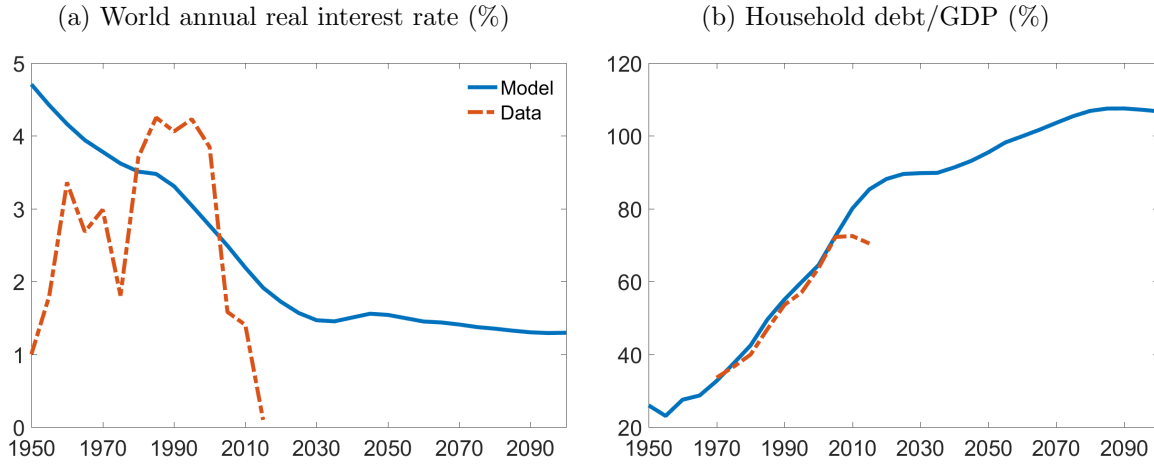 (a) World annual real interest rate (%)
5
4
3
2
1
0
1950 1970 1990 2010 2030 2050 2070 2090
Model
Data
(b) Household debt/GDP (%)
120
100
80
60
40
20
1950 1970 1990 2010 2030 2050 2070 2090